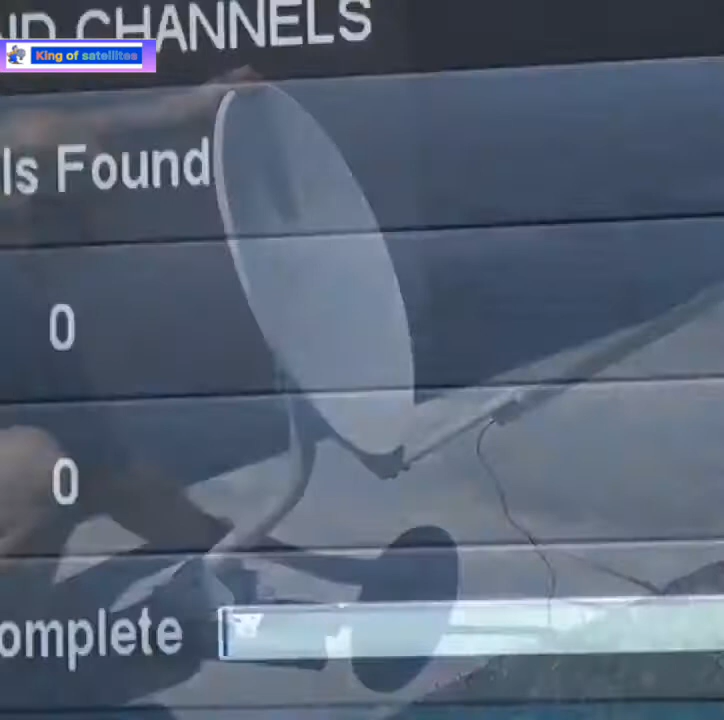 ND CHANNELS
King of satellites
ls Found
0
0
omplete